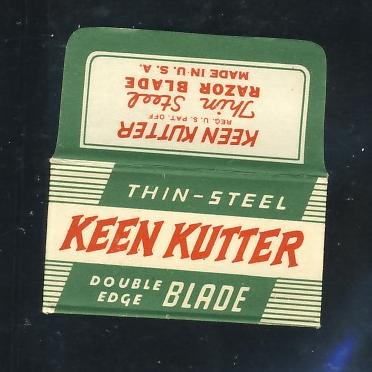 KEEN KUTTER
REG. U.S. PAT. OFF
Thin Steel
RAZOR BLADE
MADE IN U.S.A.
THIN-STEEL
KEEN KUTTER
DOUBLE EDGE BLADE